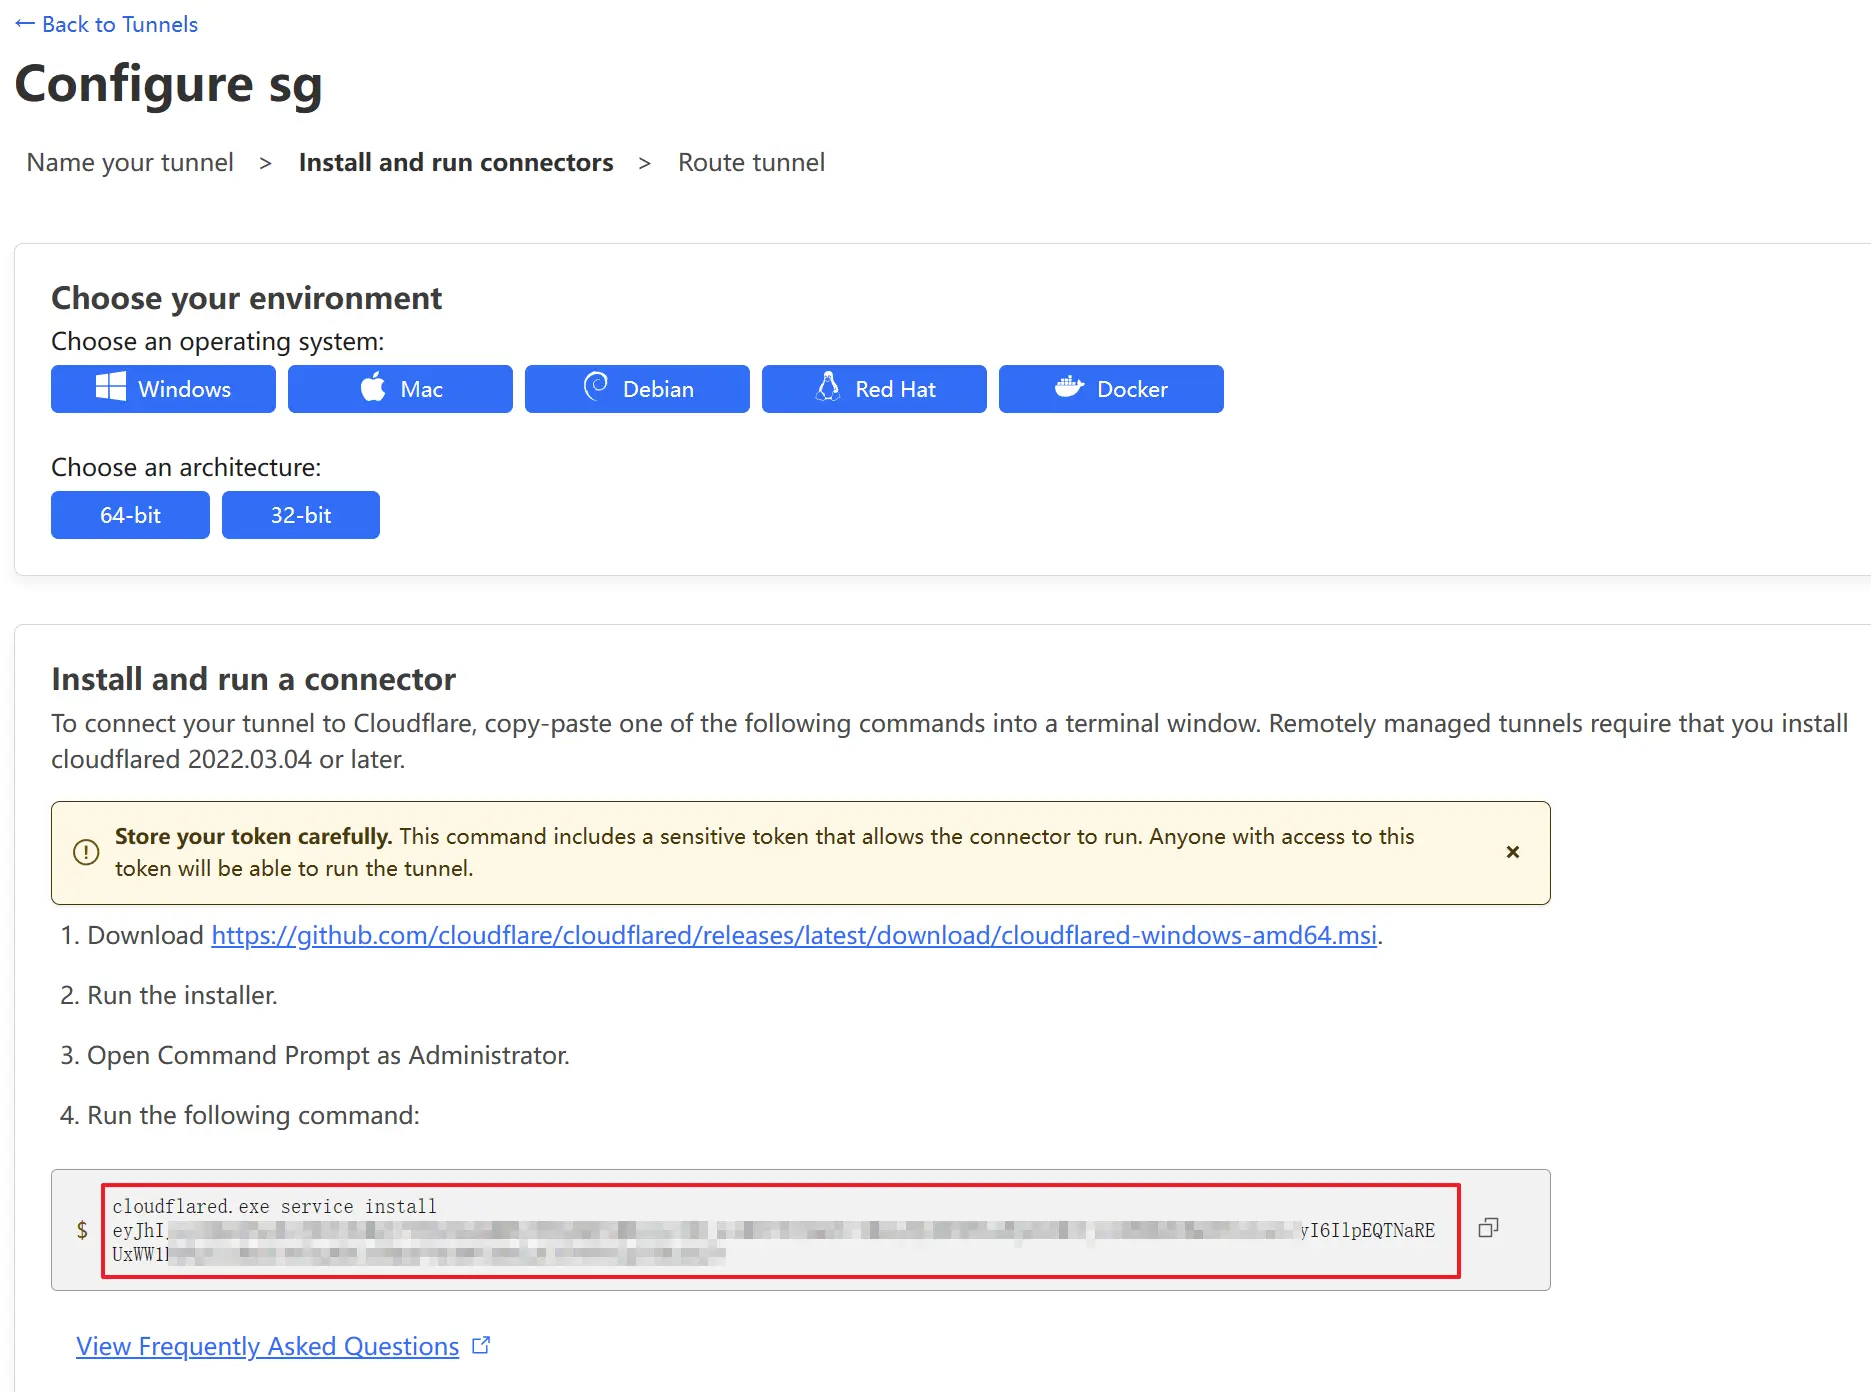 ← Back to Tunnels
Configure sg
Name your tunnel > Install and run connectors > Route tunnel
Choose your environment
Choose an operating system:
Windows Mac Debian Red Hat Docker
Choose an architecture:
64-bit 32-bit
Install and run a connector
To connect your tunnel to Cloudflare, copy-paste one of the following commands into a terminal window. Remotely managed tunnels require that you install
cloudflared 2022.03.04 or later.
Store your token carefully. This command includes a sensitive token that allows the connector to run. Anyone with access to this
token will be able to run the tunnel.
1. Download https://github.com/cloudflare/cloudflared/releases/latest/download/cloudflared-windows-amd64.msi.
2. Run the installer.
3. Open Command Prompt as Administrator.
4. Run the following command:
cloudflared.exe service install
$ eyJhI yI6IlpEQTNaRE
UxWW1
View Frequently Asked Questions